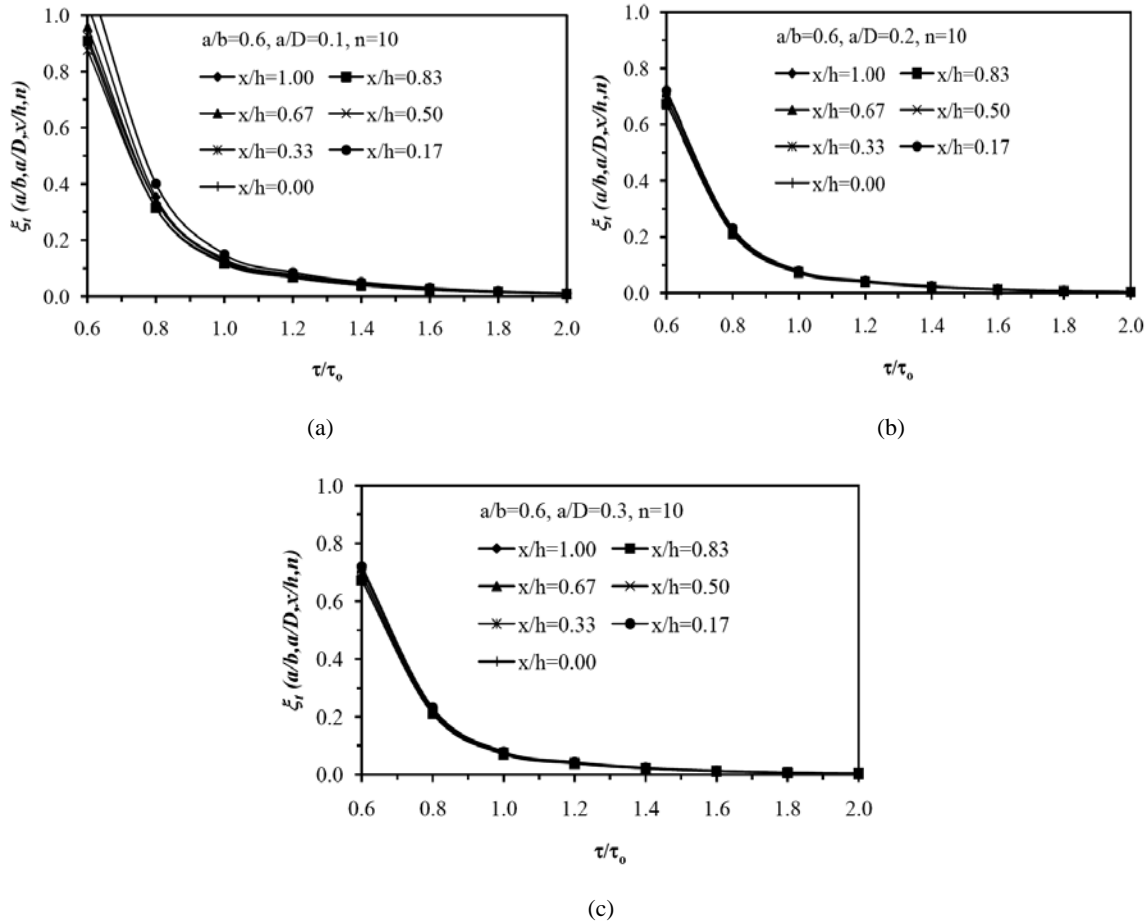 a/b=0.6, a/D=0.1, n=10
x/h=1.00 x/h=0.83
x/h=0.67 x/h=0.50
x/h=0.33 x/h=0.17
x/h=0.00
1.0
0.8
0.6
0.4
0.2
0.0
ξI (a/b,a/D,x/h,n)
0.6 0.8 1.0 1.2 1.4 1.6 1.8 2.0
τ/τo
(a)
a/b=0.6, a/D=0.2, n=10
x/h=1.00 x/h=0.83
x/h=0.67 x/h=0.50
x/h=0.33 x/h=0.17
x/h=0.00
1.0
0.8
0.6
0.4
0.2
0.0
ξI (a/b,a/D,x/h,n)
0.6 0.8 1.0 1.2 1.4 1.6 1.8 2.0
τ/τo
(b)
a/b=0.6, a/D=0.3, n=10
x/h=1.00 x/h=0.83
x/h=0.67 x/h=0.50
x/h=0.33 x/h=0.17
x/h=0.00
1.0
0.8
0.6
0.4
0.2
0.0
ξI (a/b,a/D,x/h,n)
0.6 0.8 1.0 1.2 1.4 1.6 1.8 2.0
τ/τo
(c)